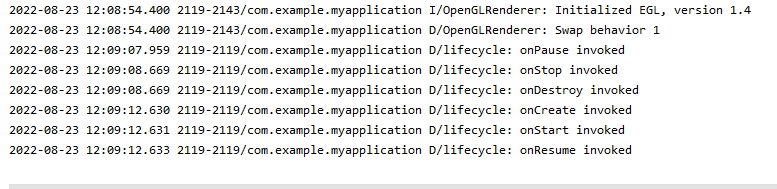 2022-08-23 12:08:54.400 2119-2143/com.example.myapplication I/OpenGLRenderer: Initialized EGL, version 1.4
2022-08-23 12:08:54.400 2119-2143/com.example.myapplication D/OpenGLRenderer: Swap behavior 1
2022-08-23 12:09:07.959 2119-2119/com.example.myapplication D/lifecycle: onPause invoked
2022-08-23 12:09:08.669 2119-2119/com.example.myapplication D/lifecycle: onStop invoked
2022-08-23 12:09:08.669 2119-2119/com.example.myapplication D/lifecycle: onDestroy invoked
2022-08-23 12:09:12.630 2119-2119/com.example.myapplication D/lifecycle: onCreate invoked
2022-08-23 12:09:12.631 2119-2119/com.example.myapplication D/lifecycle: onStart invoked
2022-08-23 12:09:12.633 2119-2119/com.example.myapplication D/lifecycle: onResume invoked